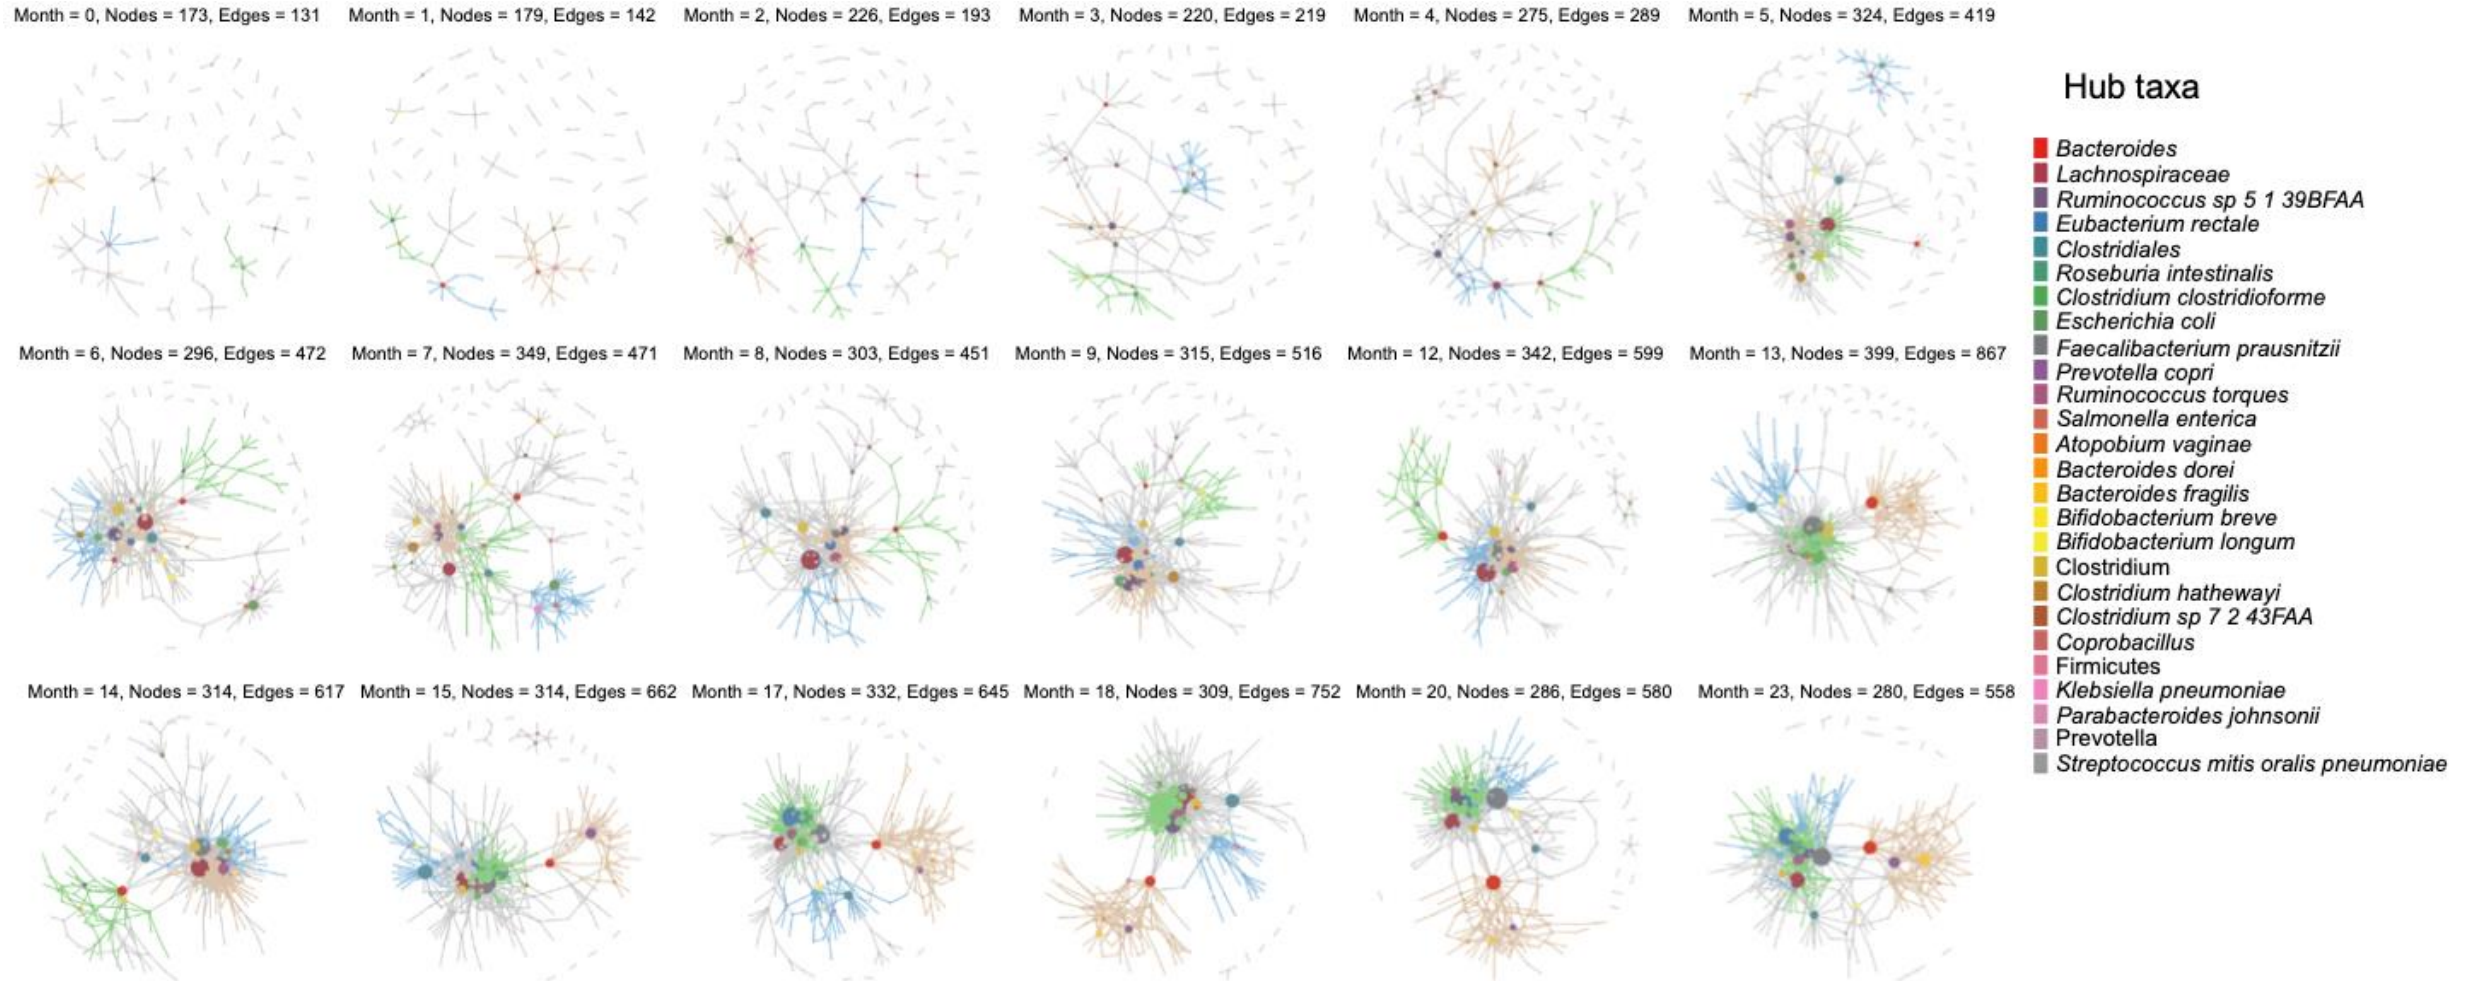 Month = 0, Nodes = 173, Edges = 131
Month = 1, Nodes = 179, Edges = 142
Month = 2, Nodes = 226, Edges = 193
Month = 3, Nodes = 220, Edges = 219
Month = 4, Nodes = 275, Edges = 289
Month = 5, Nodes = 324, Edges = 419
Month = 6, Nodes = 296, Edges = 472
Month = 7, Nodes = 349, Edges = 471
Month = 8, Nodes = 303, Edges = 451
Month = 9, Nodes = 315, Edges = 516
Month = 12, Nodes = 342, Edges = 599
Month = 13, Nodes = 399, Edges = 867
Month = 14, Nodes = 314, Edges = 617
Month = 15, Nodes = 314, Edges = 662
Month = 17, Nodes = 332, Edges = 645
Month = 18, Nodes = 309, Edges = 752
Month = 20, Nodes = 286, Edges = 580
Month = 23, Nodes = 280, Edges = 558
Hub taxa
Bacteroides
Lachnospiraceae
Ruminococcus sp 5 1 39BFAA
Eubacterium rectale
Clostridiales
Roseburia intestinalis
Clostridium clostridioforme
Escherichia coli
Faecalibacterium prausnitzii
Prevotella copri
Ruminococcus torques
Salmonella enterica
Atopobium vaginae
Bacteroides dorei
Bacteroides fragilis
Bifidobacterium breve
Bifidobacterium longum
Clostridium
Clostridium hathewayi
Clostridium sp 7 2 43FAA
Coprobacillus
Firmicutes
Klebsiella pneumoniae
Parabacteroides johnsonii
Prevotella
Streptococcus mitis oralis pneumoniae